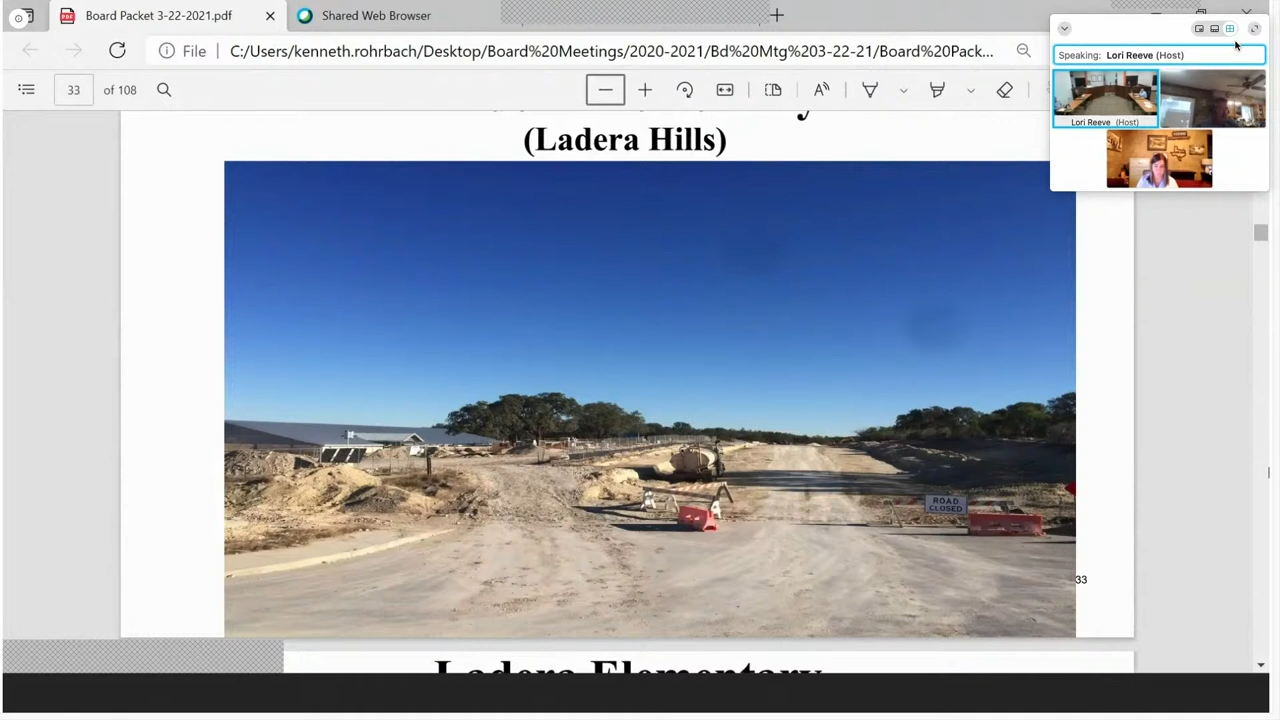 Board Packet 3-22-2021.pdf
Shared Web Browser
File
C:/Users/kenneth.rohrbach/Desktop/Board%20Meetings/2020-2021/Bd%20Mtg%203-22-21/Board%20Pack...
33 of 108
Speaking: Lori Reeve (Host)
Lori Reeve (Host)
(Ladera Hills)
ROAD
CLOSED
33
Ladera Elementary